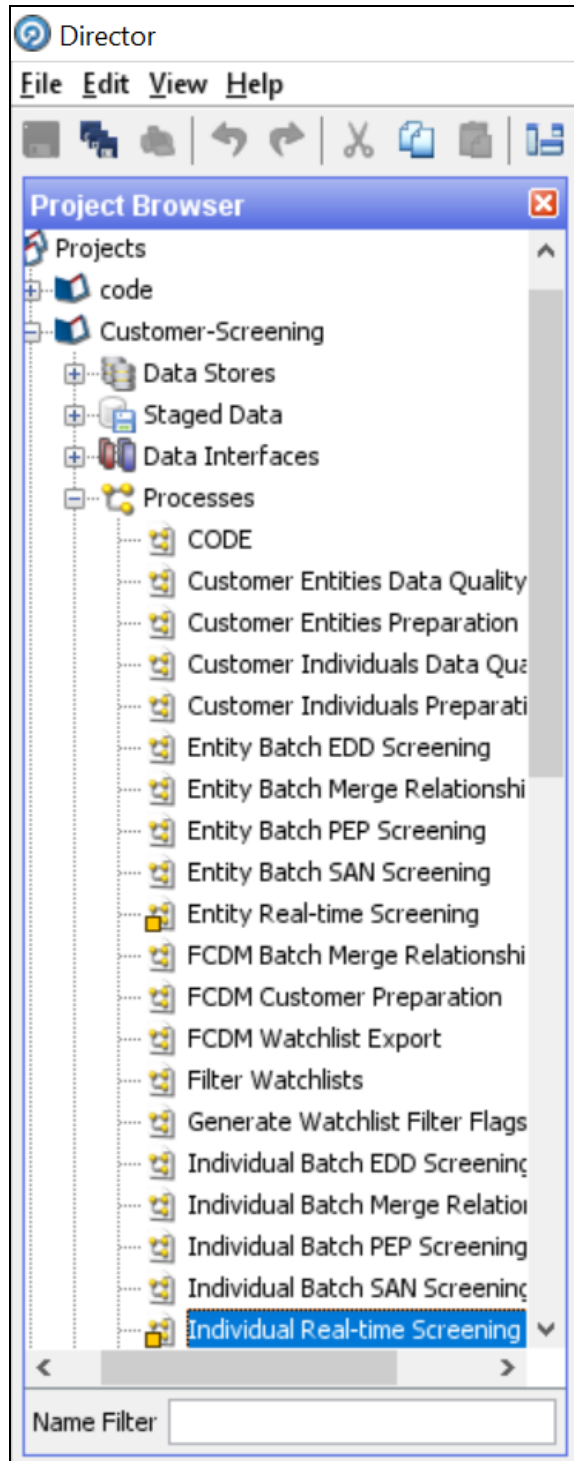 Director
File Edit View Help
Project Browser
Projects
code
Customer-Screening
Data Stores
Staged Data
Data Interfaces
Processes
CODE
Customer Entities Data Quality
Customer Entities Preparation
Customer Individuals Data Qua
Customer Individuals Preparati
Entity Batch EDD Screening
Entity Batch Merge Relationshi
Entity Batch PEP Screening
Entity Batch SAN Screening
Entity Real-time Screening
FCDM Batch Merge Relationshi
FCDM Customer Preparation
FCDM Watchlist Export
Filter Watchlists
Generate Watchlist Filter Flags
Individual Batch EDD Screening
Individual Batch Merge Relation
Individual Batch PEP Screening
Individual Batch SAN Screening
Individual Real-time Screening
Name Filter